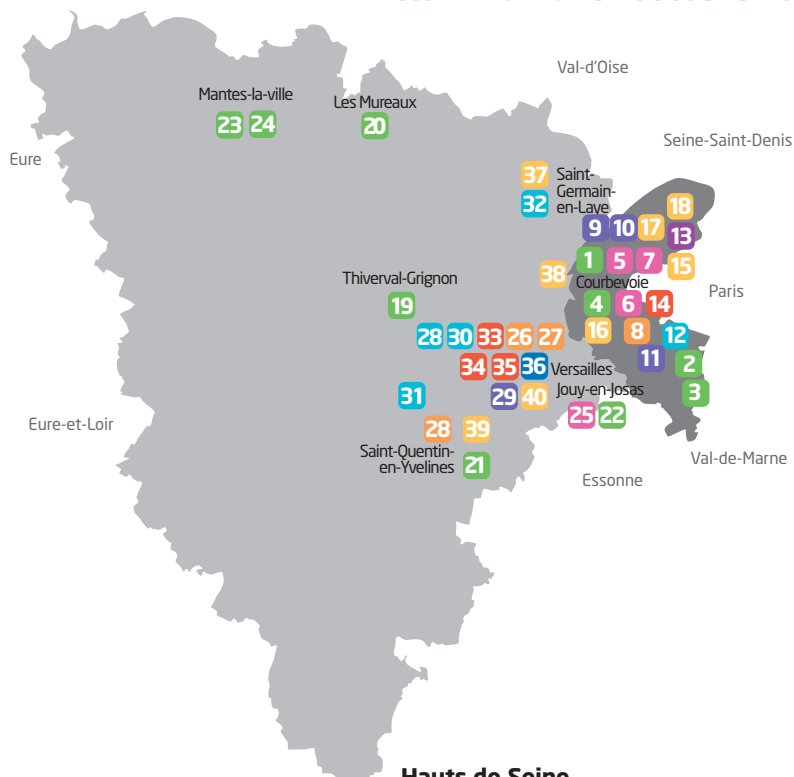 Val-d'Oise
Mantes-la-ville
Les Mureaux
23 24
20
Seine-Saint-Denis
Eure
37 Saint-
Germain-
32 en-Laye
18
9 10 17
13
1 5 7
15
38
Courbevoie
Thiverval-Grignon
Paris
19
4 6 14
28 30 33 26 27
16 8 12
34 35 36 Versailles
11 2
31
29 40
Jouy-en-Josas
3
25 22
Eure-et-Loir
28 39
Saint-Quentin-
en-Yvelines 21
Val-de-Marne
Essonne
Hauts de Seine